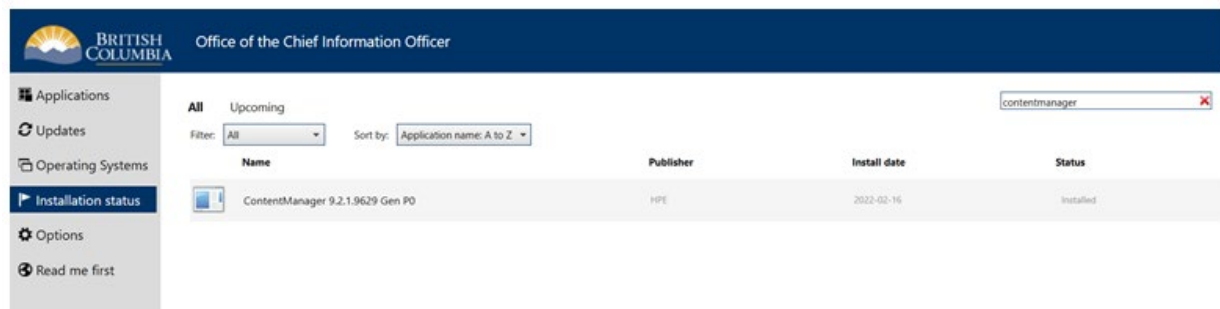 BRITISH
COLUMBIA
Office of the Chief Information Officer
Applications
Updates
Operating Systems
Installation status
Options
Read me first
All Upcoming
contentmanager
Filter: All Sort by: Application name: A to Z
Name Publisher Install date Status
ContentManager 9.2.1.9629 Gen P0 HPE 2022-02-16 Installed